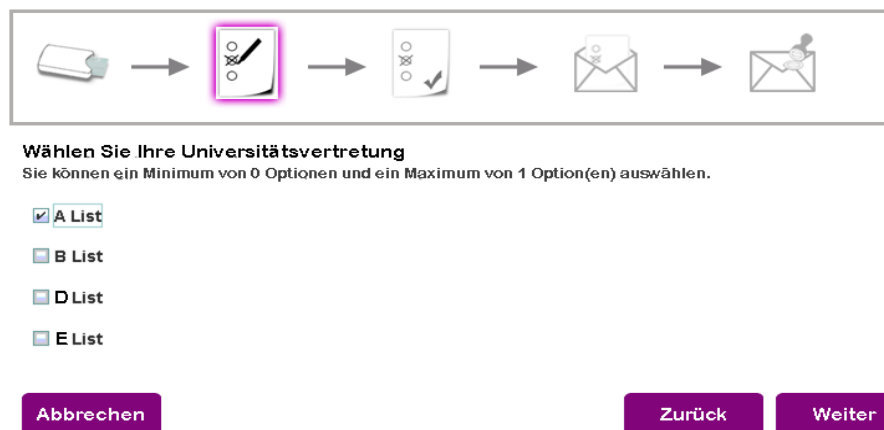 Wählen Sie Ihre Universitätsvertretung
Sie können ein Minimum von 0 Optionen und ein Maximum von 1 Option(en) auswählen.
A List
B List
D List
E List
Abbrechen
Zurück
Weiter